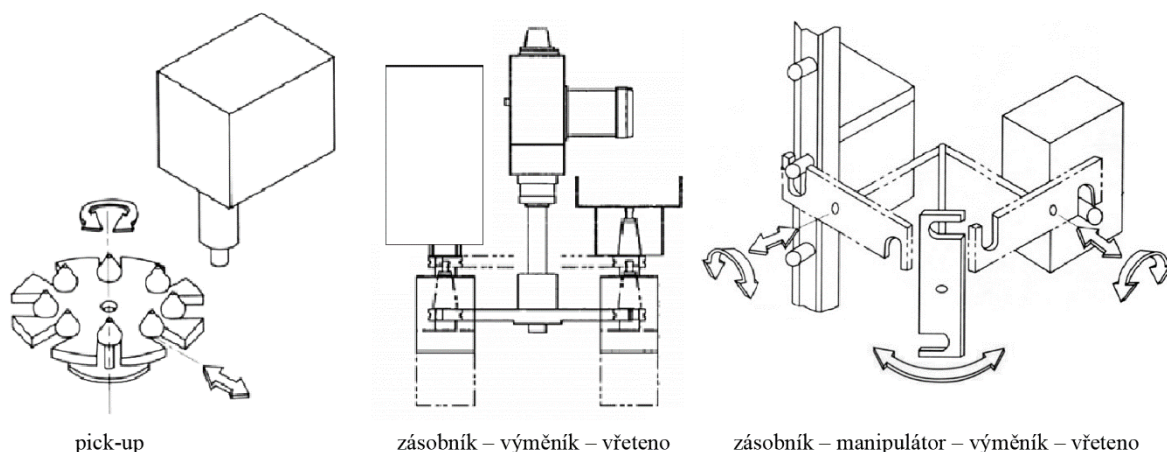 pick-up
zásobník – výměník – vřeteno
zásobník – manipulátor – výměník – vřeteno